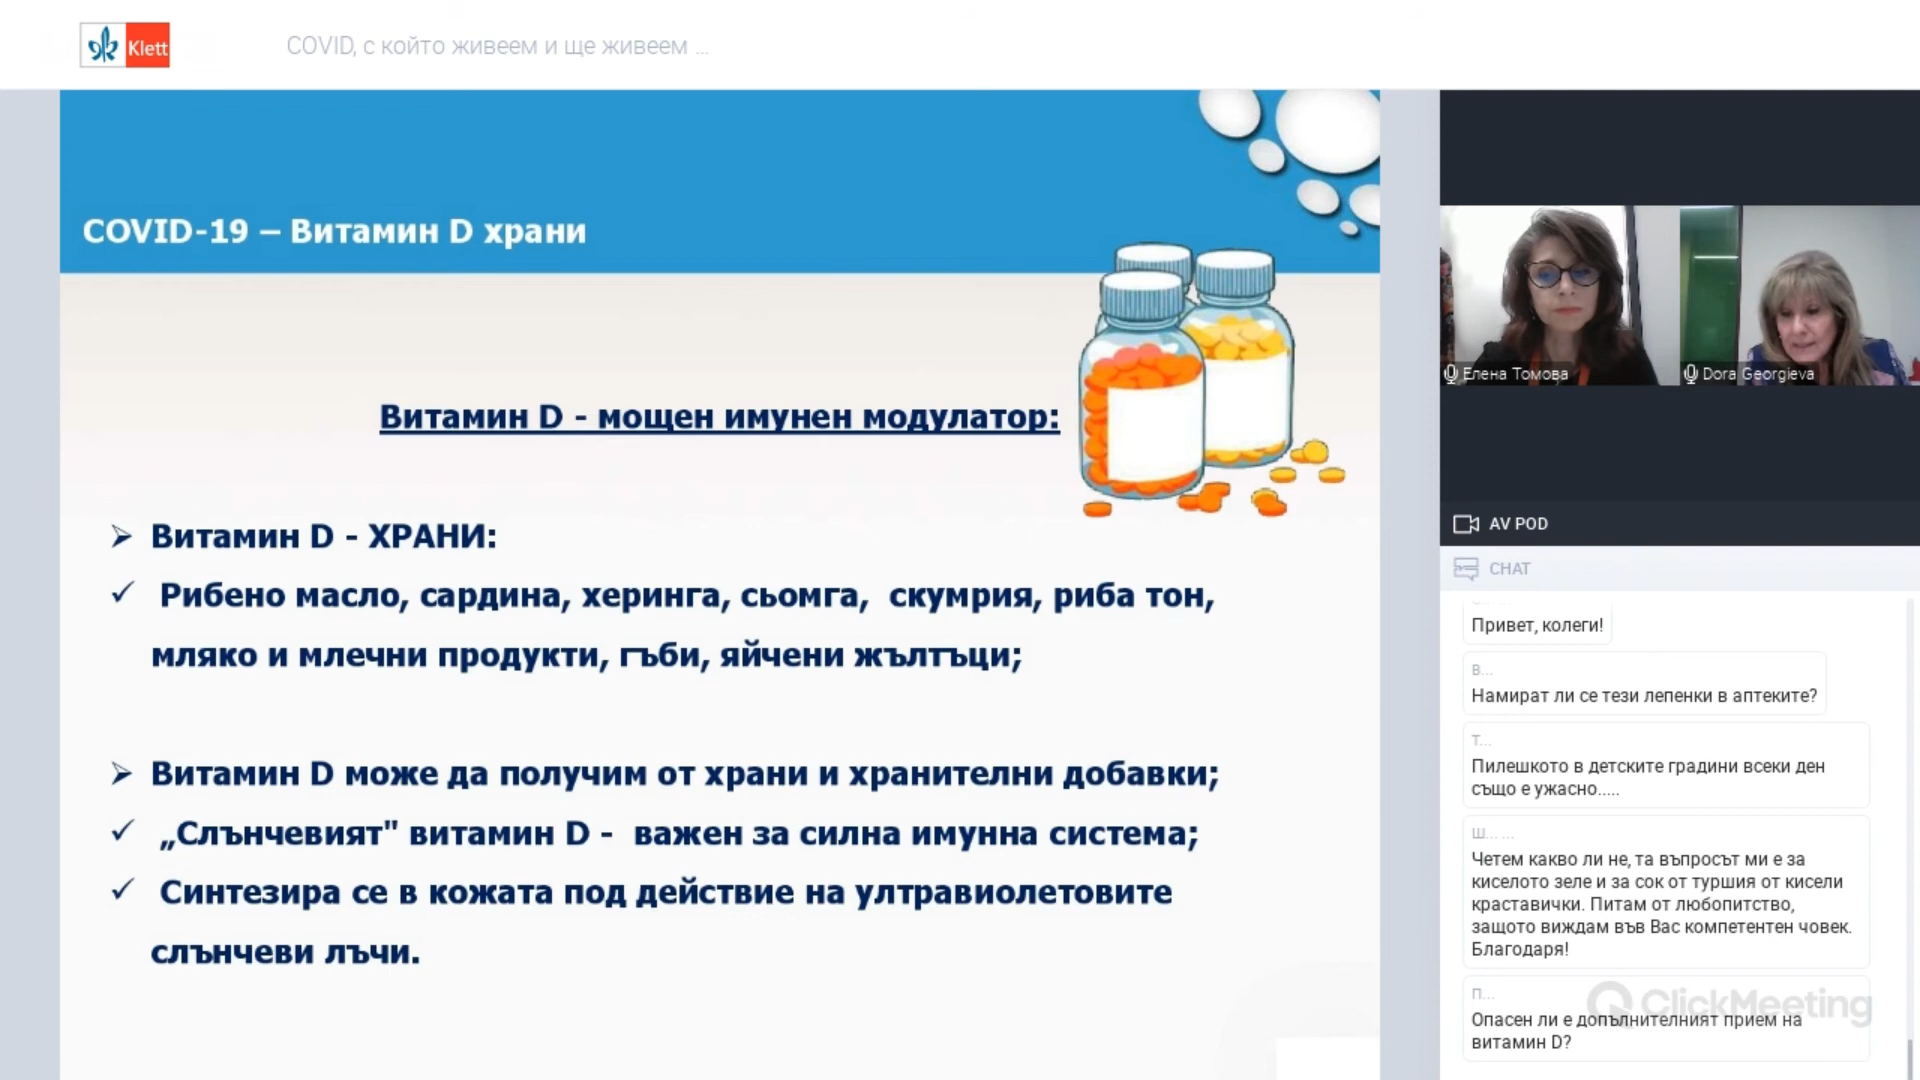 Klett
COVID, с който живеем и ще живеем ...
COVID-19 – Витамин D храни
Витамин D - мощен имунен модулатор:
➢ Витамин D - ХРАНИ:
✓ Рибено масло, сардина, херинга, сьомга, скумрия, риба тон,
мляко и млечни продукти, гъби, яйчени жълтъци;
➢ Витамин D може да получим от храни и хранителни добавки;
✓ „Слънчевият" витамин D - важен за силна имунна система;
✓ Синтезира се в кожата под действие на ултравиолетовите
слънчеви лъчи.
Елена Томова
Dora Georgieva
AV POD
CHAT
Привет, колеги!
В...
Намират ли се тези лепенки в аптеките?
Т...
Пилешкото в детските градини всеки ден
също е ужасно.....
Ш... ...
Четем какво ли не, та въпросът ми е за
киселото зеле и за сок от туршия от кисели
краставички. Питам от любопитство,
защото виждам във Вас компетентен човек.
Благодаря!
П...
Опасен ли е допълнителният прием на
витамин D?
ClickMeeting